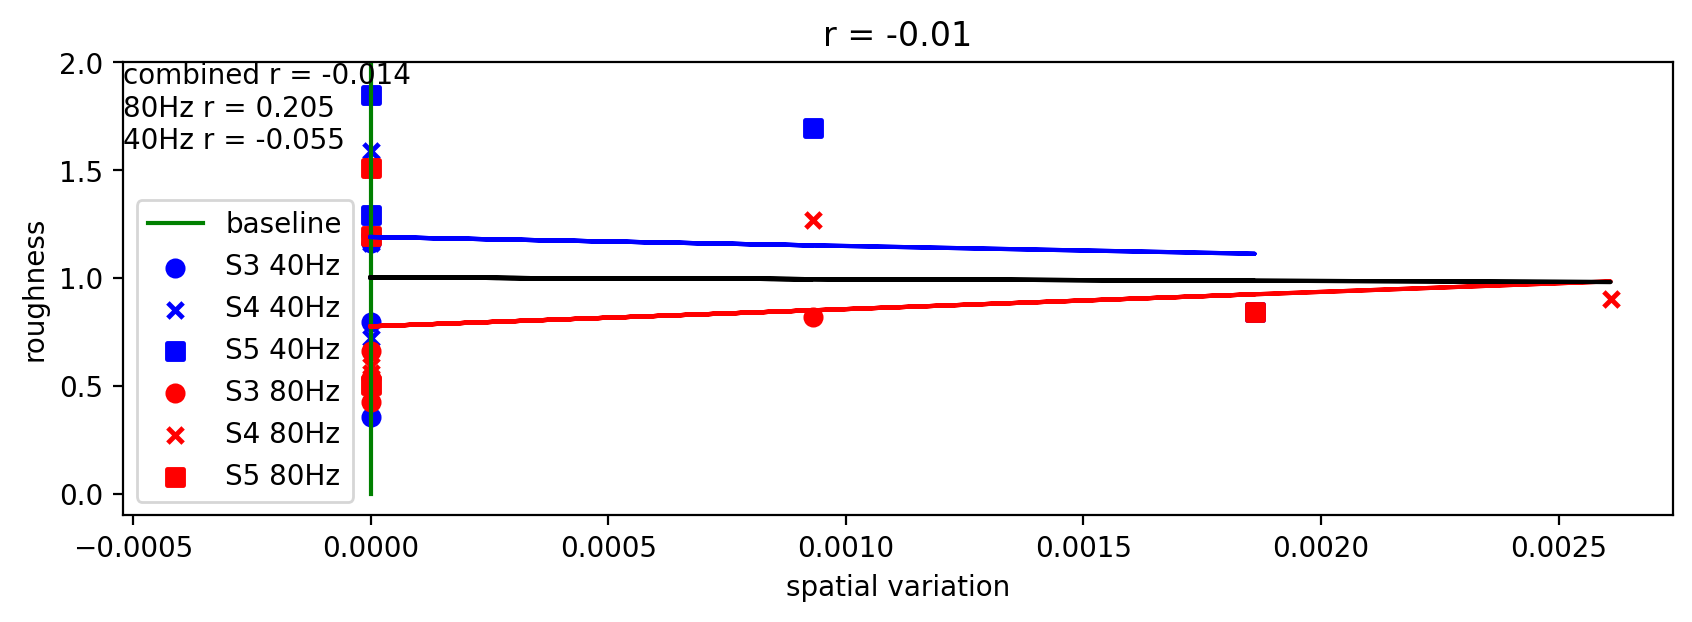 r = -0.01
combined r = -0.014
80Hz r = 0.205
40Hz r = -0.055
baseline
S3 40Hz
S4 40Hz
S5 40Hz
S3 80Hz
S4 80Hz
S5 80Hz
roughness
2.0
1.5
1.0
0.5
0.0
−0.0005 0.0000 0.0005 0.0010 0.0015 0.0020 0.0025
spatial variation